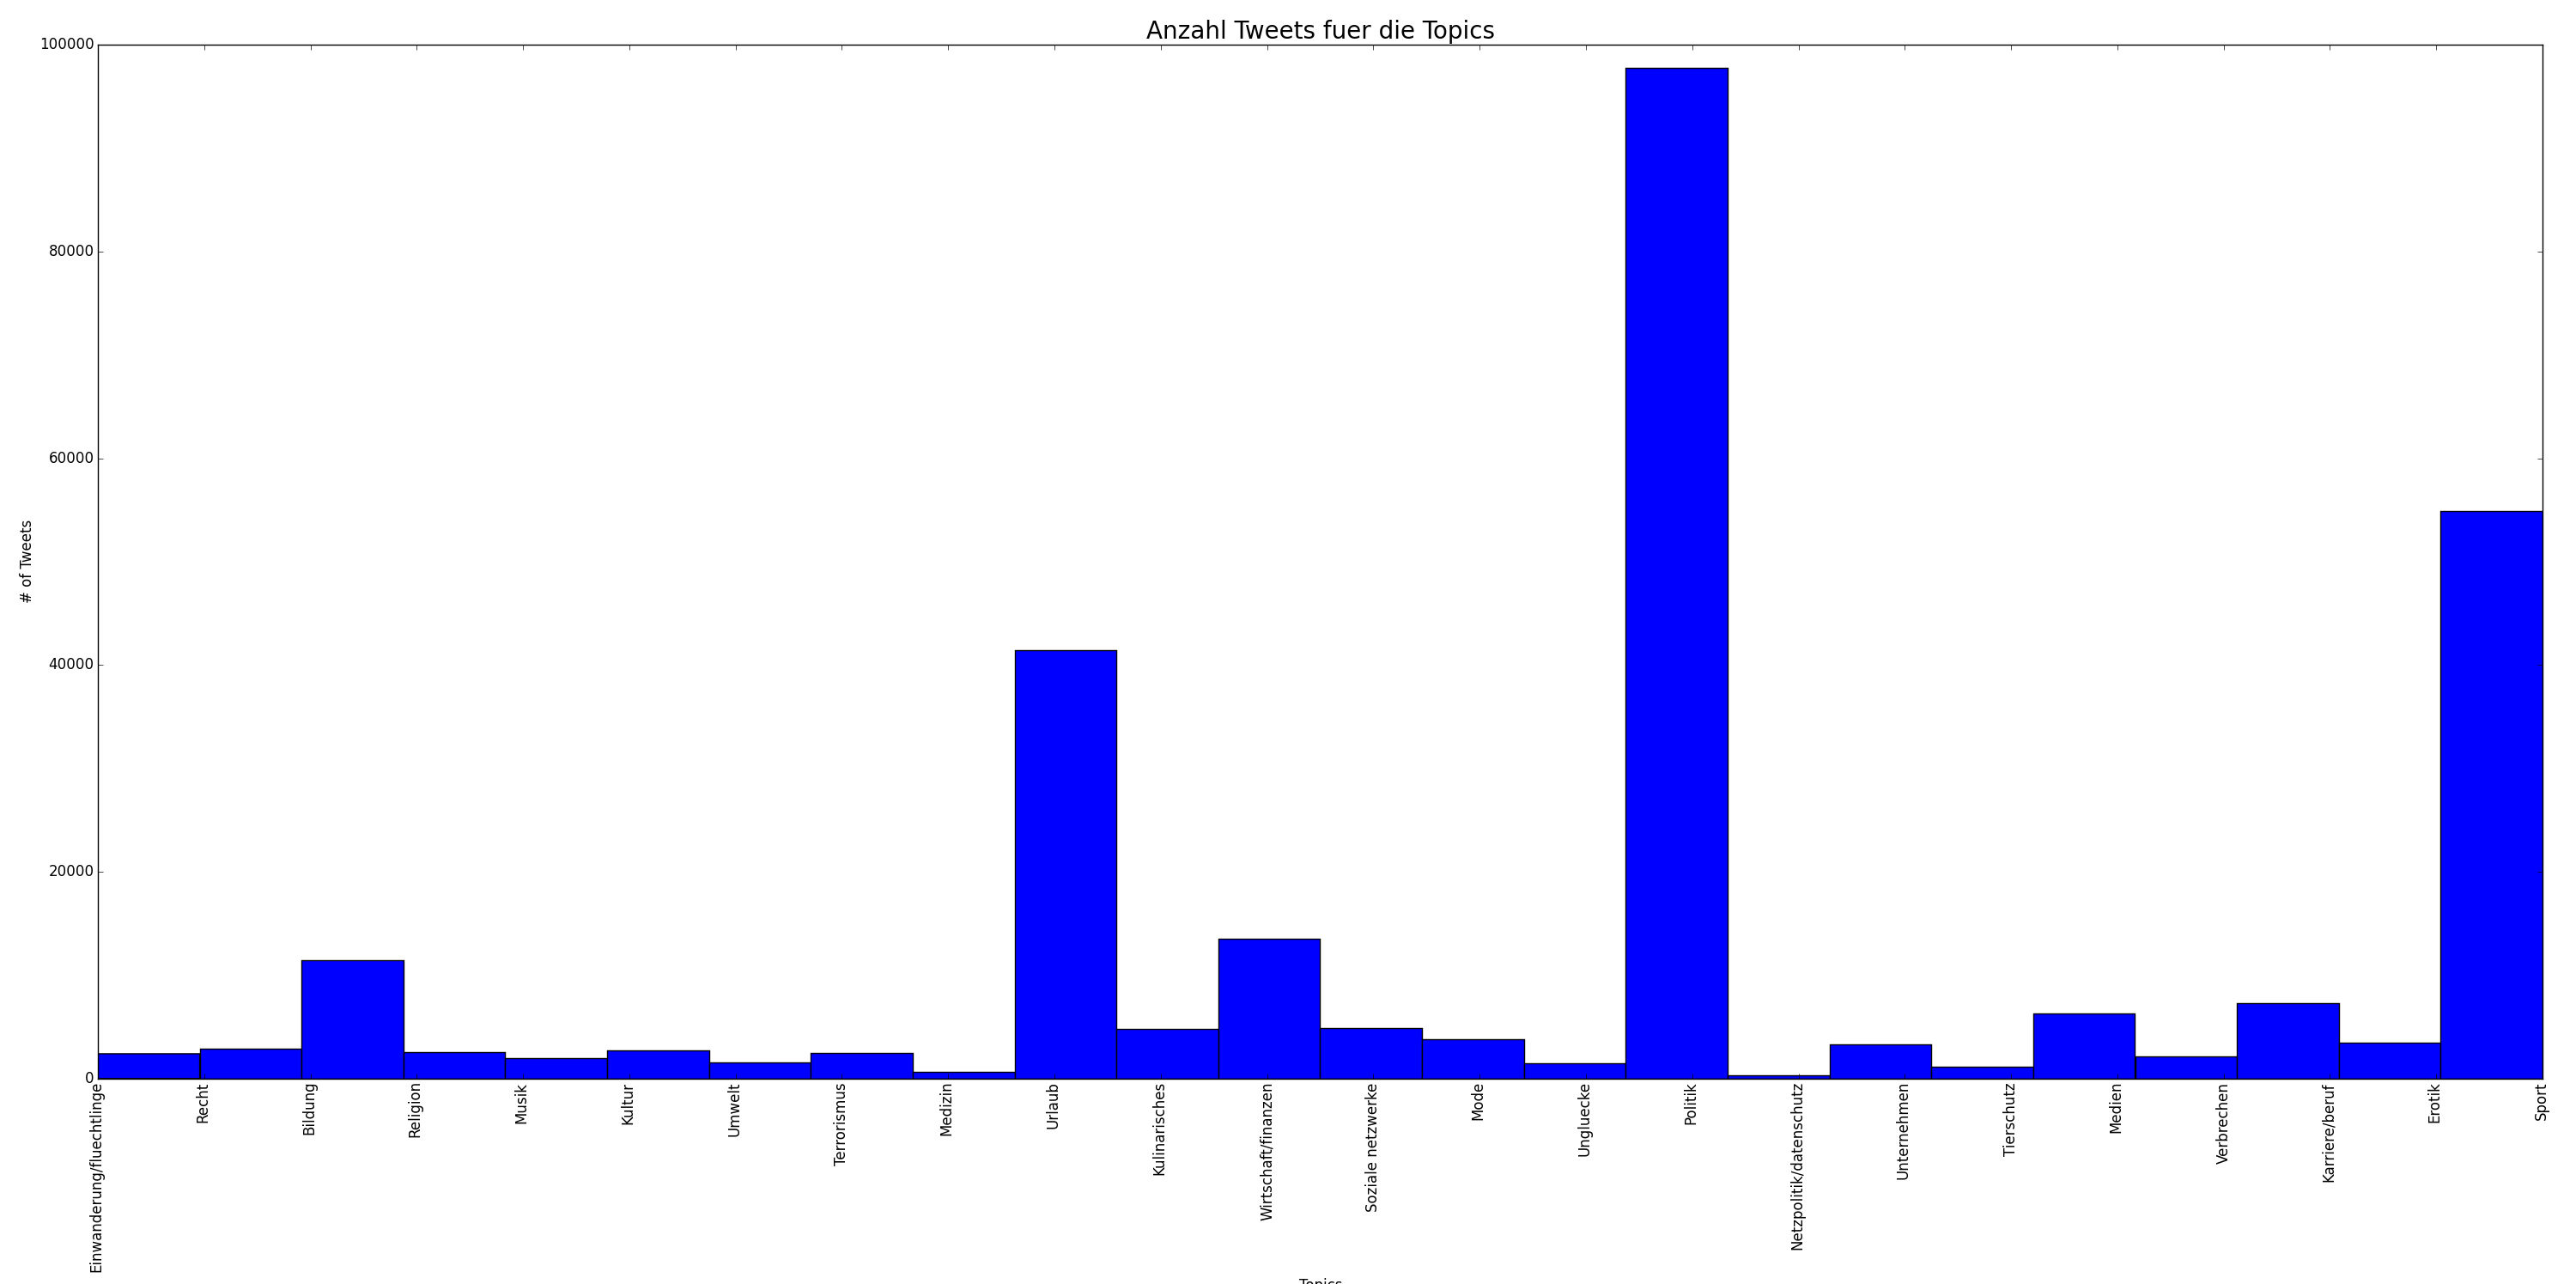 Anzahl Tweets fuer die Topics
100000
80000
60000
40000
20000
0
# of Tweets
Einwanderung/fluechtlinge
Recht
Bildung
Religion
Musik
Kultur
Umwelt
Terrorismus
Medizin
Urlaub
Kulinarisches
Wirtschaft/finanzen
Soziale netzwerke
Mode
Ungluecke
Politik
Netzpolitik/datenschutz
Unternehmen
Tierschutz
Medien
Verbrechen
Karriere/beruf
Erotik
Sport
Topics